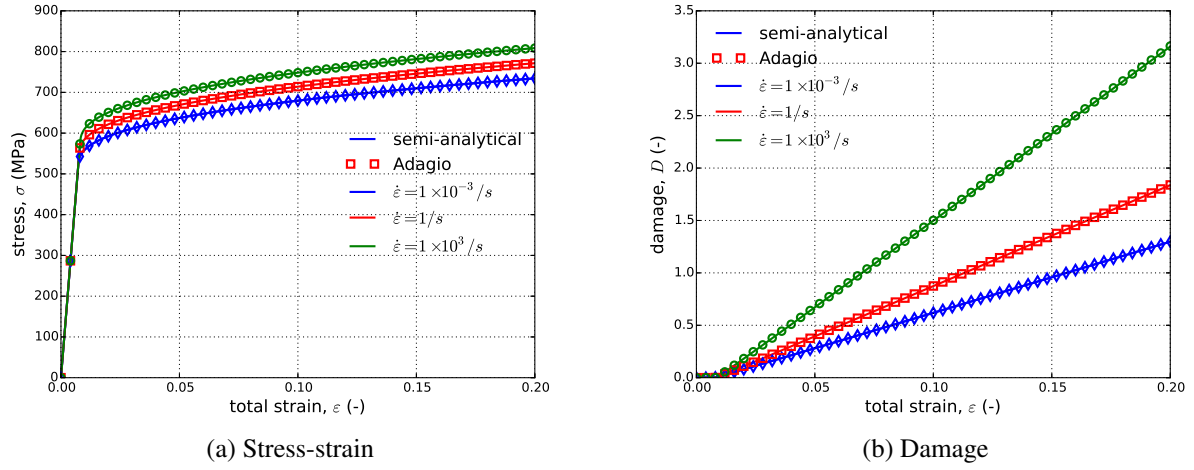 900
800
700
600
500
400
300
200
100
0
0.00 0.05 0.10 0.15 0.20
stress, σ (MPa)
total strain, ε (-)
semi-analytical
Adagio
ε̇=1×10⁻³/s
ε̇=1/s
ε̇=1×10³/s
(a) Stress-strain
3.5
3.0
2.5
2.0
1.5
1.0
0.5
0.0
0.00 0.05 0.10 0.15 0.20
damage, D (-)
total strain, ε (-)
semi-analytical
Adagio
ε̇=1×10⁻³/s
ε̇=1/s
ε̇=1×10³/s
(b) Damage